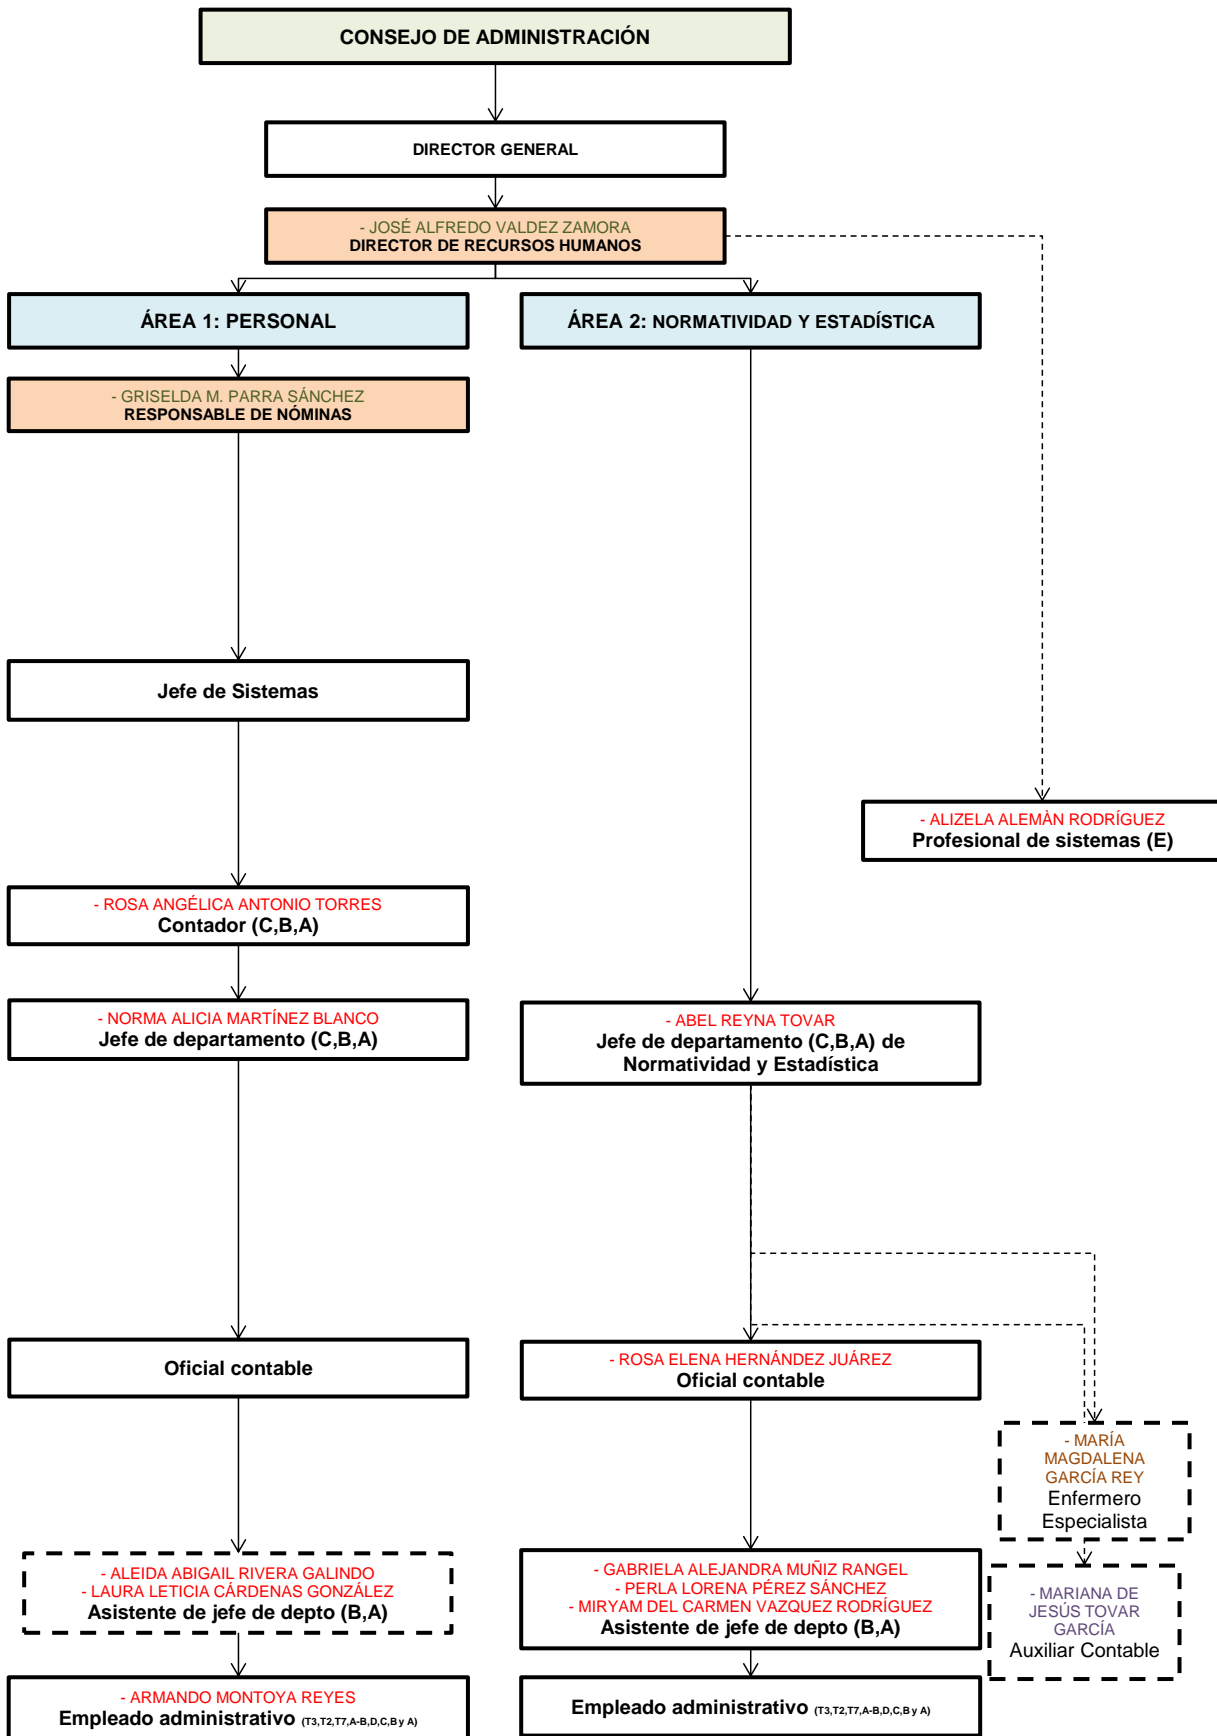 CONSEJO DE ADMINISTRACIÓN
DIRECTOR GENERAL
- JOSÉ ALFREDO VALDEZ ZAMORA
DIRECTOR DE RECURSOS HUMANOS
ÁREA 1: PERSONAL
ÁREA 2: NORMATIVIDAD Y ESTADÍSTICA
- GRISELDA M. PARRA SÁNCHEZ
RESPONSABLE DE NÓMINAS
Jefe de Sistemas
- ALIZELA ALEMÀN RODRÍGUEZ
Profesional de sistemas (E)
- ROSA ANGÉLICA ANTONIO TORRES
Contador (C,B,A)
- NORMA ALICIA MARTÍNEZ BLANCO
Jefe de departamento (C,B,A)
- ABEL REYNA TOVAR
Jefe de departamento (C,B,A) de
Normatividad y Estadística
Oficial contable
- ROSA ELENA HERNÁNDEZ JUÁREZ
Oficial contable
- MARÍA
MAGDALENA
GARCÍA REY
Enfermero
Especialista
- ALEIDA ABIGAIL RIVERA GALINDO
- LAURA LETICIA CÁRDENAS GONZÁLEZ
Asistente de jefe de depto (B,A)
- GABRIELA ALEJANDRA MUÑIZ RANGEL
- PERLA LORENA PÉREZ SÁNCHEZ
- MIRYAM DEL CARMEN VAZQUEZ RODRÍGUEZ
Asistente de jefe de depto (B,A)
- MARIANA DE
JESÚS TOVAR
GARCÍA
Auxiliar Contable
- ARMANDO MONTOYA REYES
Empleado administrativo (T3,T2,T7,A-B,D,C,B y A)
Empleado administrativo (T3,T2,T7,A-B,D,C,B y A)